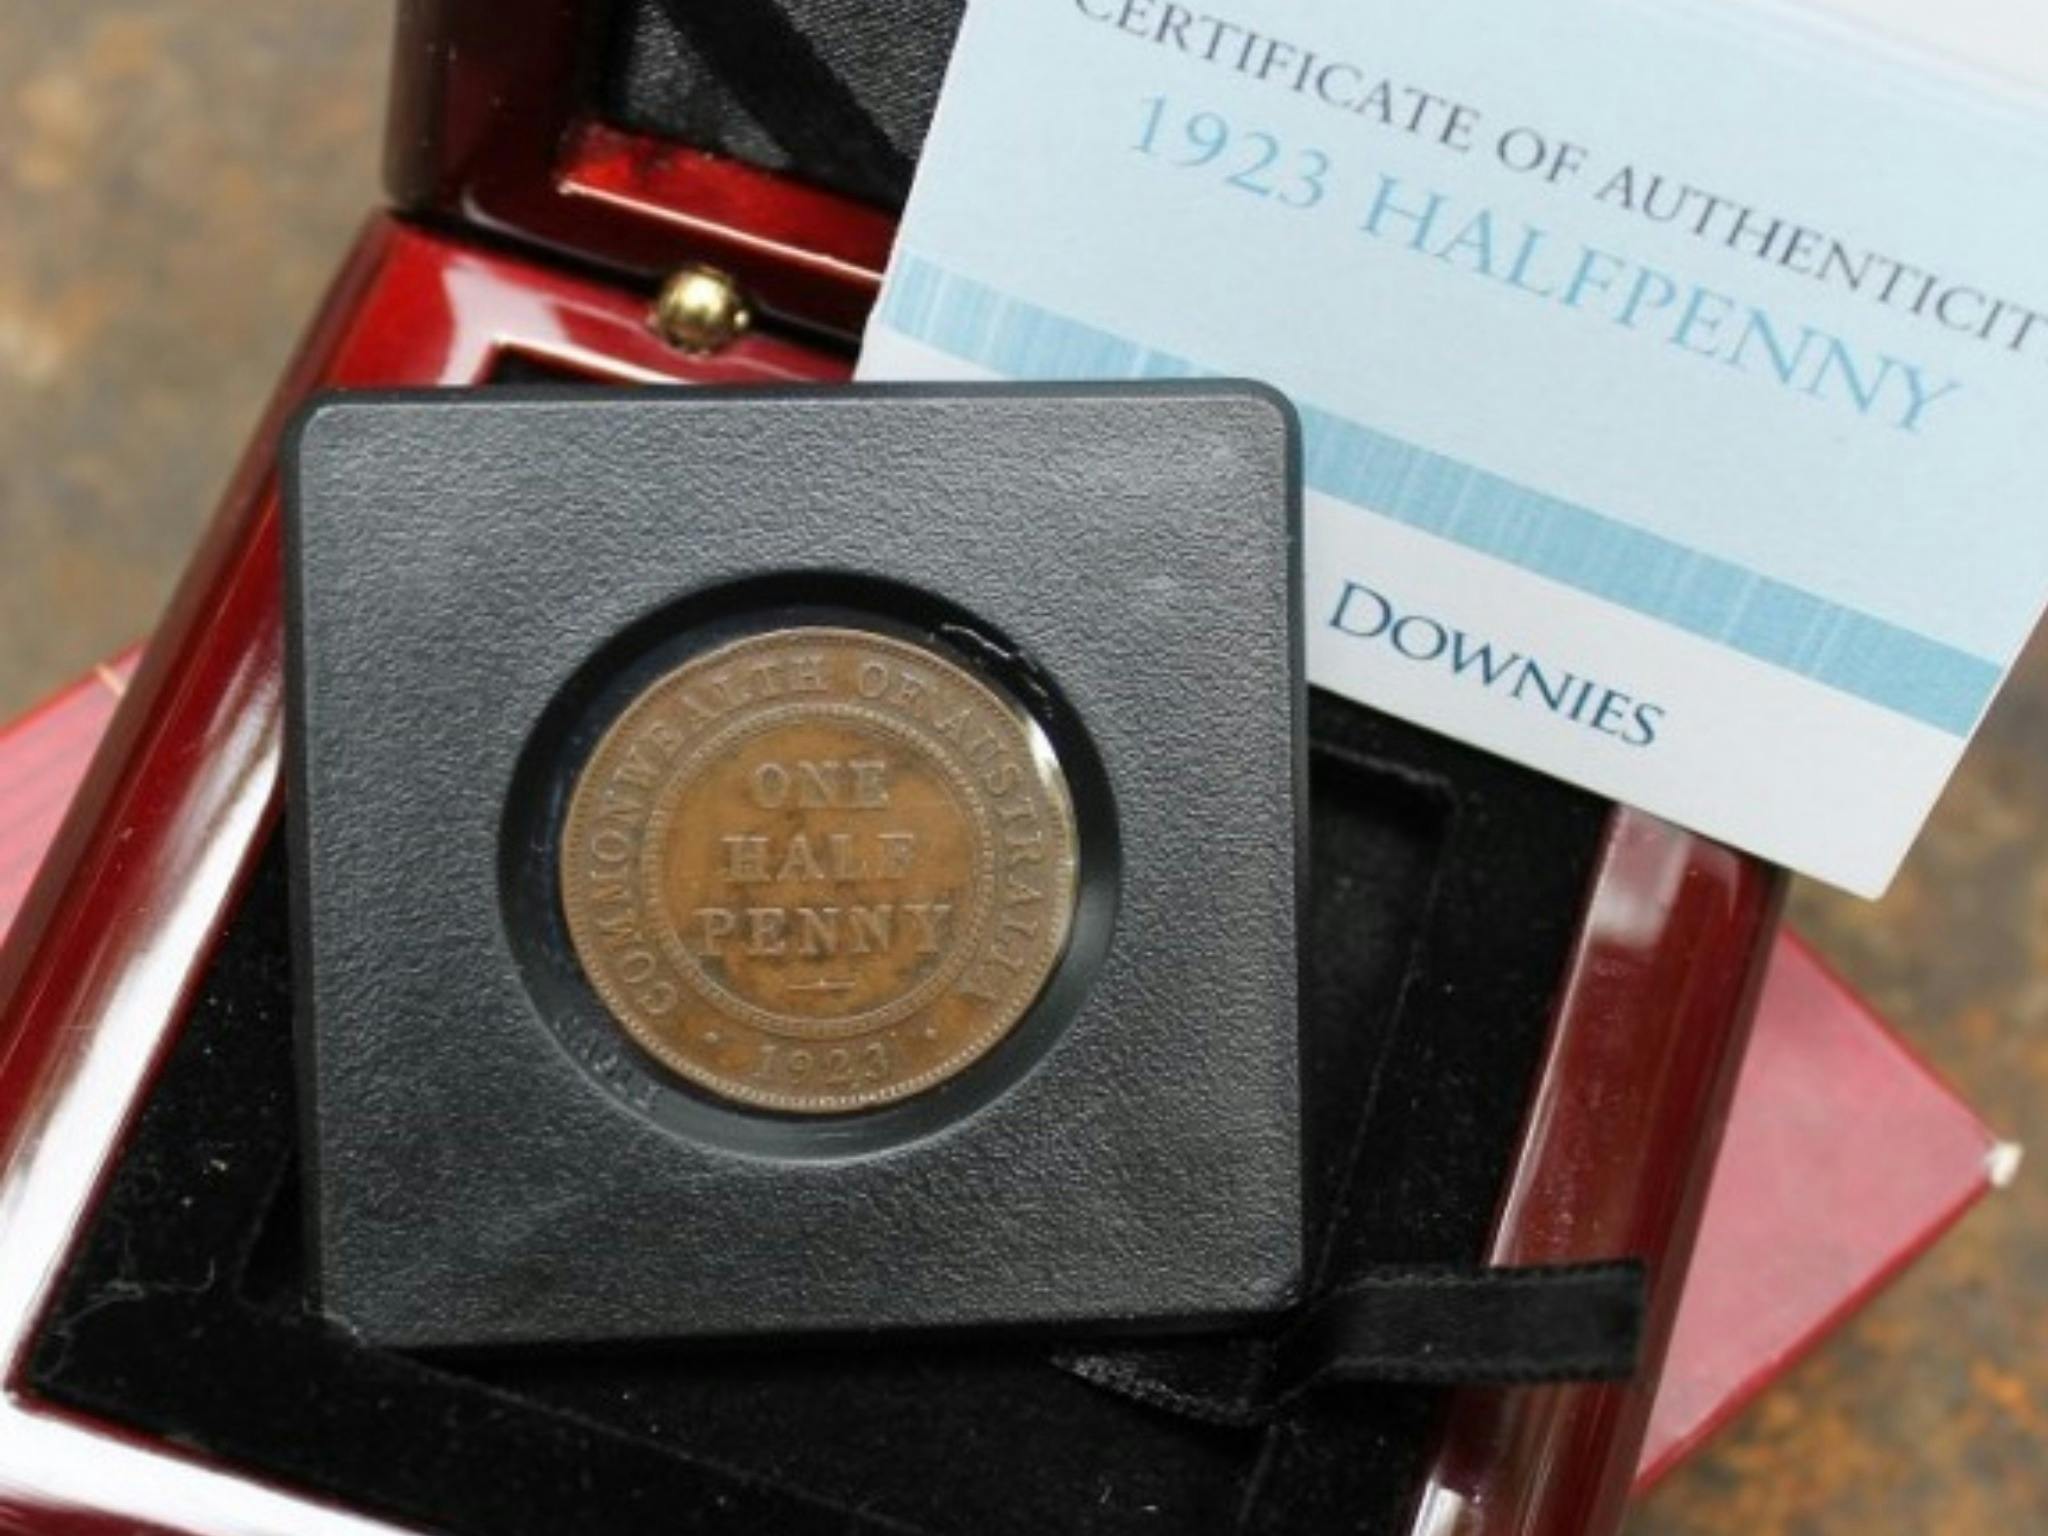 CERTIFICATE OF AUTHENTICIT
1923 HALFPENNY
DOWNIES
COMMONWEALTH OF AUSTRALIA
ONE
HALF
PENNY
1923